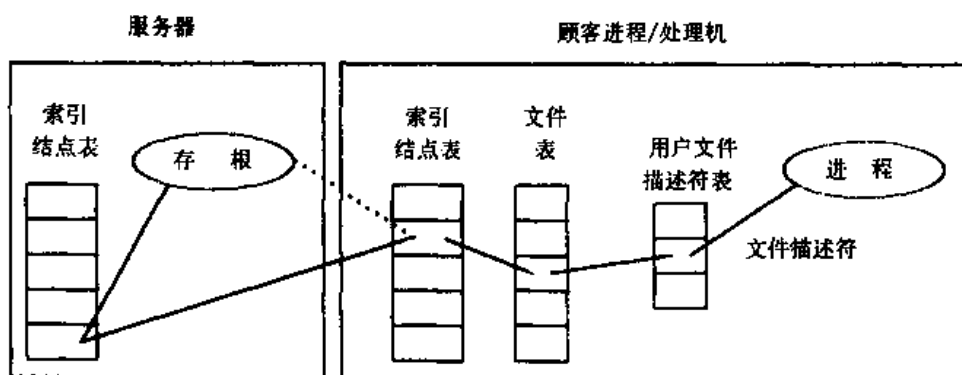 服务器
顾客进程/处理机
索引
结点表
存 根
索引
结点表
文件
表
用户文件
描述符表
进 程
文件描述符